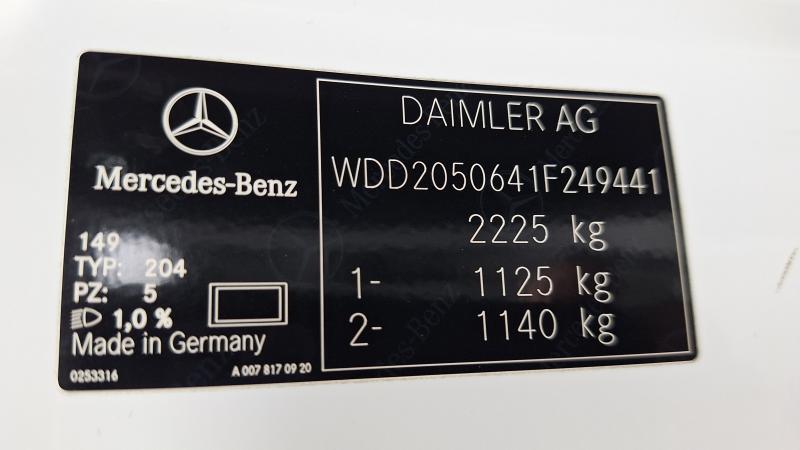 Mercedes-Benz
149
TYP: 204
PZ: 5
1,0 %
Made in Germany
0253316
A 007 817 09 20
DAIMLER AG
WDD2050641F249441
2225 kg
1- 1125 kg
2- 1140 kg